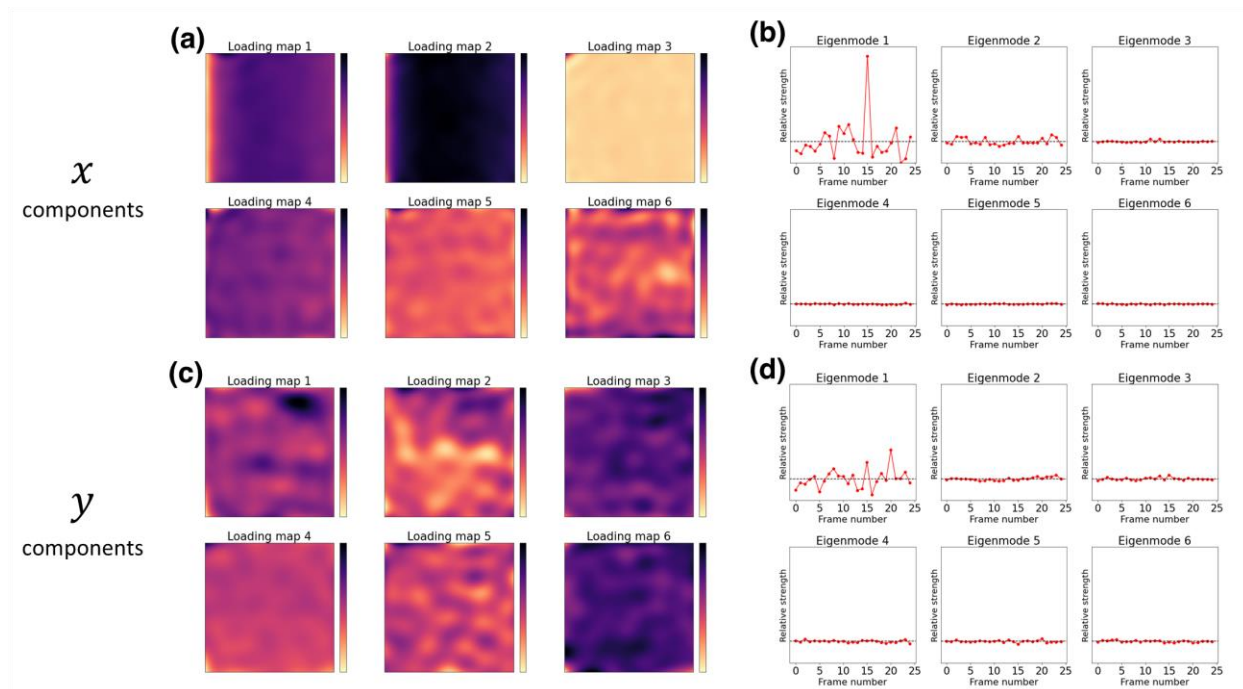 (a)
Loading map 1
Loading map 2
Loading map 3
x
components
Loading map 4
Loading map 5
Loading map 6
(b)
Eigenmode 1
Eigenmode 2
Eigenmode 3
Relative strength
Relative strength
Relative strength
0 5 10 15 20 25
0 5 10 15 20 25
0 5 10 15 20 25
Frame number
Frame number
Frame number
Eigenmode 4
Eigenmode 5
Eigenmode 6
Relative strength
Relative strength
Relative strength
0 5 10 15 20 25
0 5 10 15 20 25
0 5 10 15 20 25
Frame number
Frame number
Frame number
(c)
Loading map 1
Loading map 2
Loading map 3
y
components
Loading map 4
Loading map 5
Loading map 6
(d)
Eigenmode 1
Eigenmode 2
Eigenmode 3
Relative strength
Relative strength
Relative strength
0 5 10 15 20 25
0 5 10 15 20 25
0 5 10 15 20 25
Frame number
Frame number
Frame number
Eigenmode 4
Eigenmode 5
Eigenmode 6
Relative strength
Relative strength
Relative strength
0 5 10 15 20 25
0 5 10 15 20 25
0 5 10 15 20 25
Frame number
Frame number
Frame number